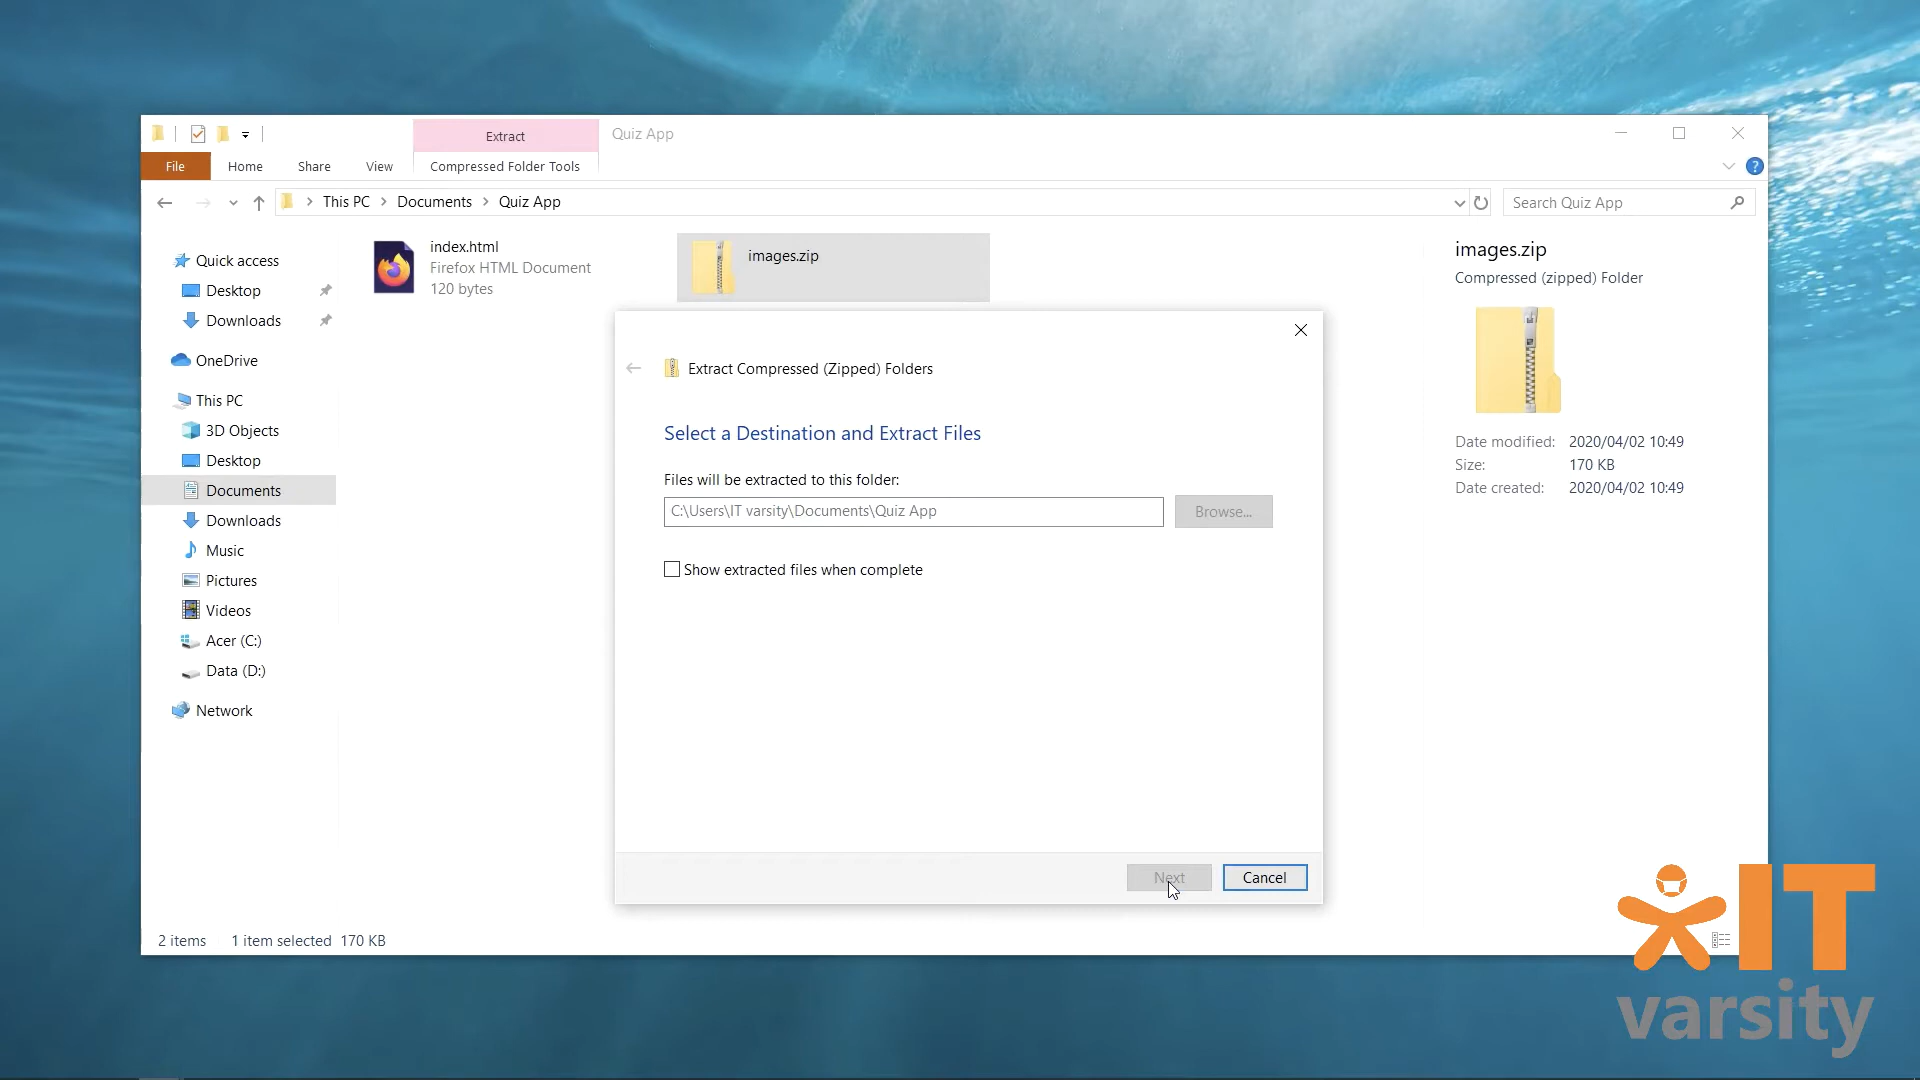 Extract
Quiz App
File
Home
Share
View
Compressed Folder Tools
?
This PC
Documents
Quiz App
Search Quiz App
Quick access
Desktop
Downloads
OneDrive
This PC
3D Objects
Desktop
Documents
Downloads
Music
Pictures
Videos
Acer (C:)
Data (D:)
Network
index.html
Firefox HTML Document
120 bytes
images.zip
Extract Compressed (Zipped) Folders
Select a Destination and Extract Files
Files will be extracted to this folder:
C:\Users\IT varsity\Documents\Quiz App
Browse...
Show extracted files when complete
Next
Cancel
images.zip
Compressed (zipped) Folder
Date modified: 2020/04/02 10:49
Size: 170 KB
Date created: 2020/04/02 10:49
2 items 1 item selected 170 KB
IT
varsity